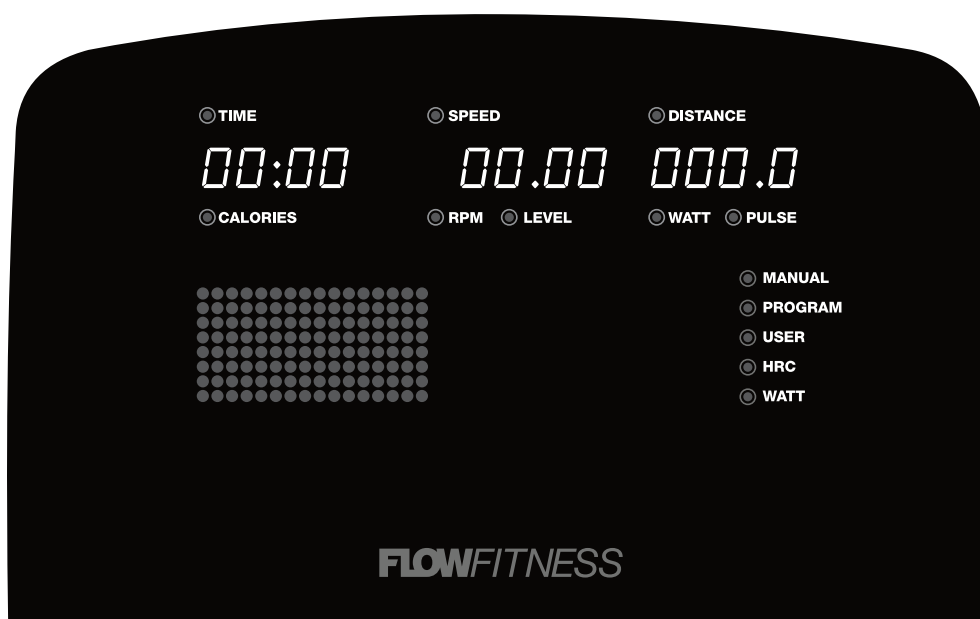 TIME SPEED DISTANCE
00:00 00.00 000.0
CALORIES RPM LEVEL WATT PULSE
MANUAL
PROGRAM
USER
HRC
WATT
FLOWFITNESS